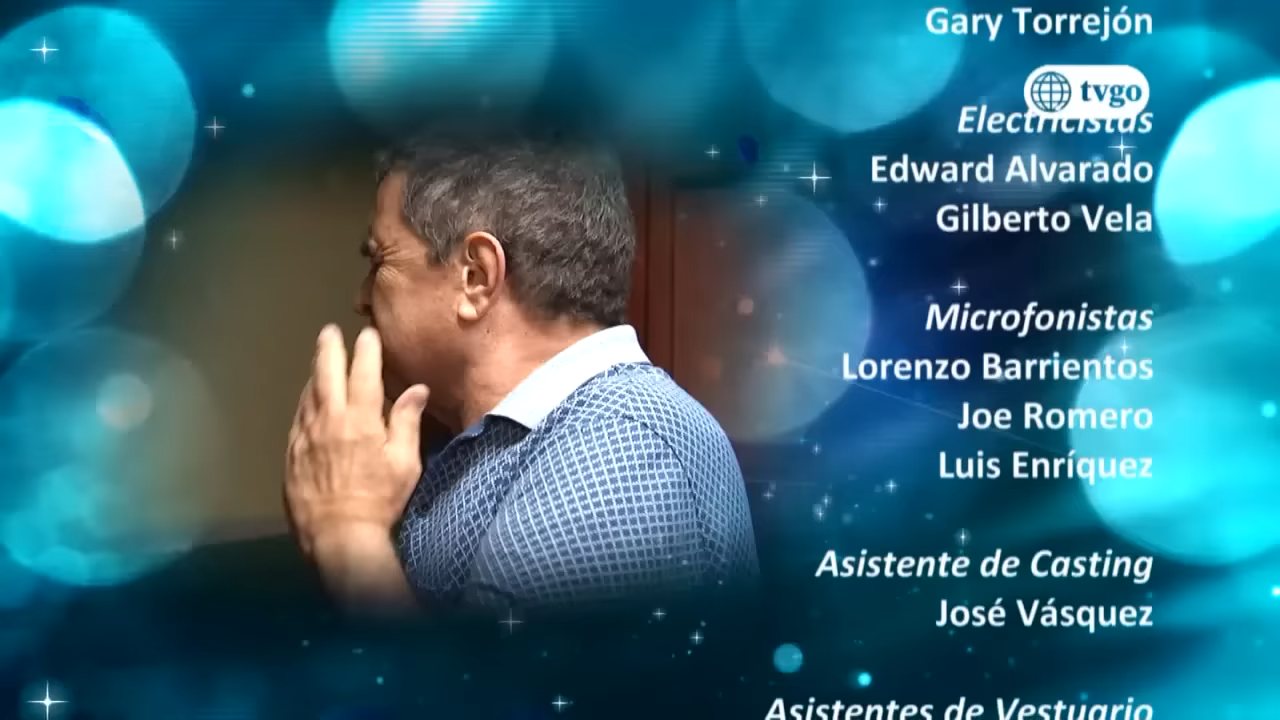 Gary Torrejón
tvgo
Electricistas
Edward Alvarado
Gilberto Vela
Microfonistas
Lorenzo Barrientos
Joe Romero
Luis Enríquez
Asistente de Casting
José Vásquez
Asistentes de Vestuario